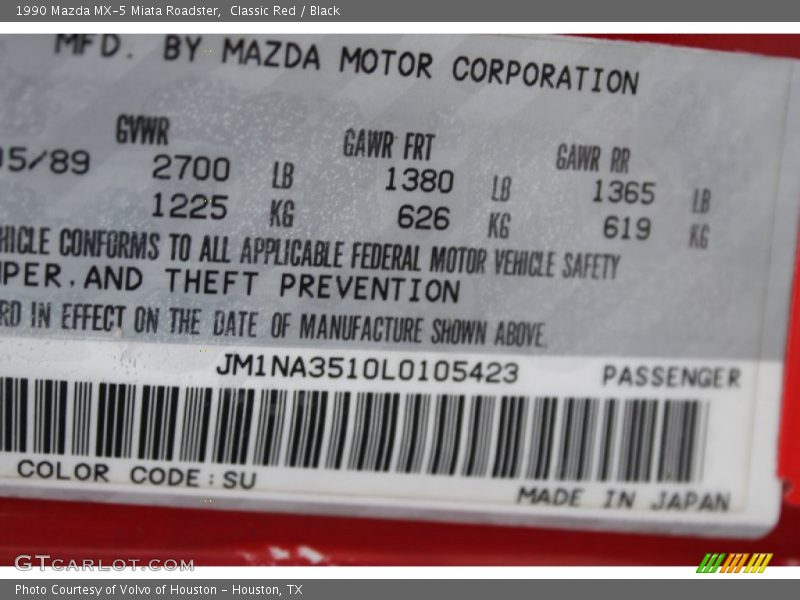 1990 Mazda MX-5 Miata Roadster, Classic Red / Black
MFD. BY MAZDA MOTOR CORPORATION
GVWR GAWR FRT GAWR RR
05/89 2700 LB 1380 LB 1365 LB
1225 KG 626 KG 619 KG
HICLE CONFORMS TO ALL APPLICABLE FEDERAL MOTOR VEHICLE SAFETY
PER, AND THEFT PREVENTION
RD IN EFFECT ON THE DATE OF MANUFACTURE SHOWN ABOVE.
JM1NA3510L0105423 PASSENGER
COLOR CODE : SU
MADE IN JAPAN
GTCARLOT.COM
Photo Courtesy of Volvo of Houston - Houston, TX